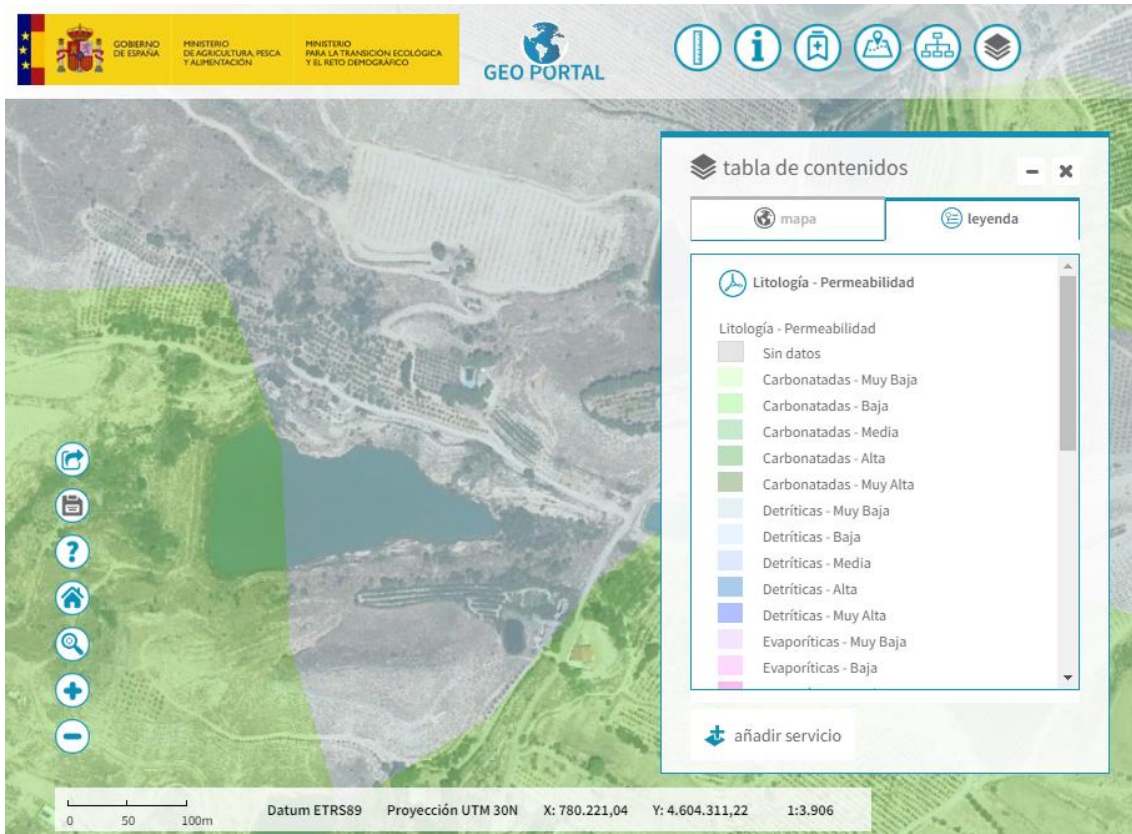 GOBIERNO
DE ESPAÑA
MINISTERIO
DE AGRICULTURA, PESCA
Y ALIMENTACIÓN
MINISTERIO
PARA LA TRANSICIÓN ECOLÓGICA
Y EL RETO DEMOGRÁFICO
GEO PORTAL
tabla de contenidos
mapa
leyenda
Litología - Permeabilidad
Litología - Permeabilidad
Sin datos
Carbonatadas - Muy Baja
Carbonatadas - Baja
Carbonatadas - Media
Carbonatadas - Alta
Carbonatadas - Muy Alta
Detríticas - Muy Baja
Detríticas - Baja
Detríticas - Media
Detríticas - Alta
Detríticas - Muy Alta
Evaporíticas - Muy Baja
Evaporíticas - Baja
añadir servicio
0 50 100m Datum ETRS89 Proyección UTM 30N X: 780.221,04 Y: 4.604.311,22 1:3.906